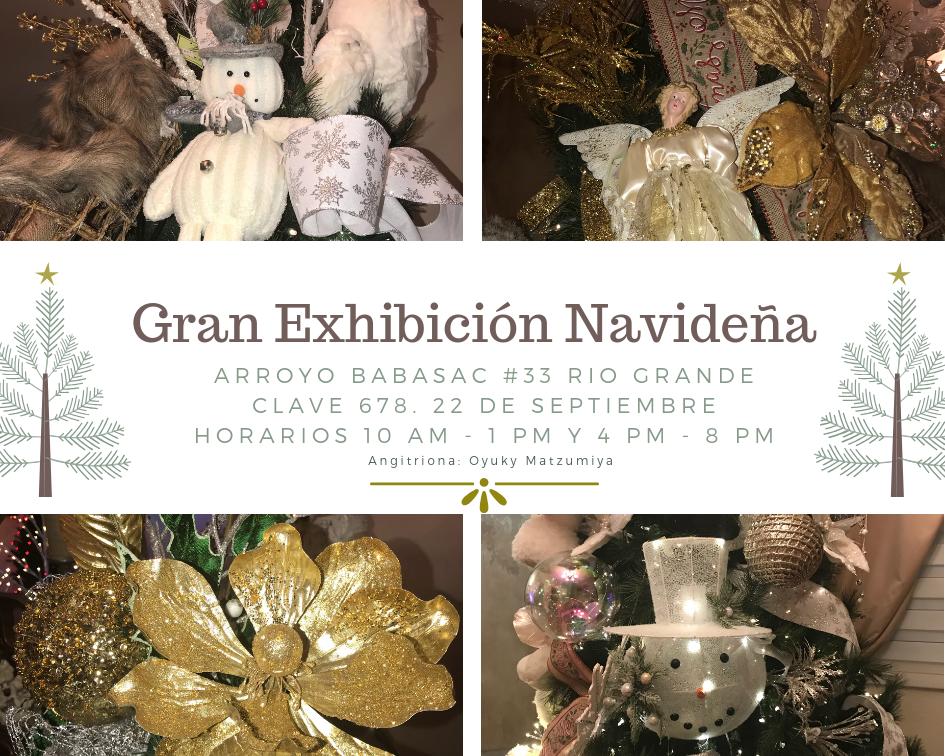 Gran Exhibición Navideña
ARROYO BABASAC #33 RIO GRANDE
CLAVE 678. 22 DE SEPTIEMBRE
HORARIOS 10 AM - 1 PM Y 4 PM - 8 PM
Angitriona: Oyuky Matzumiya